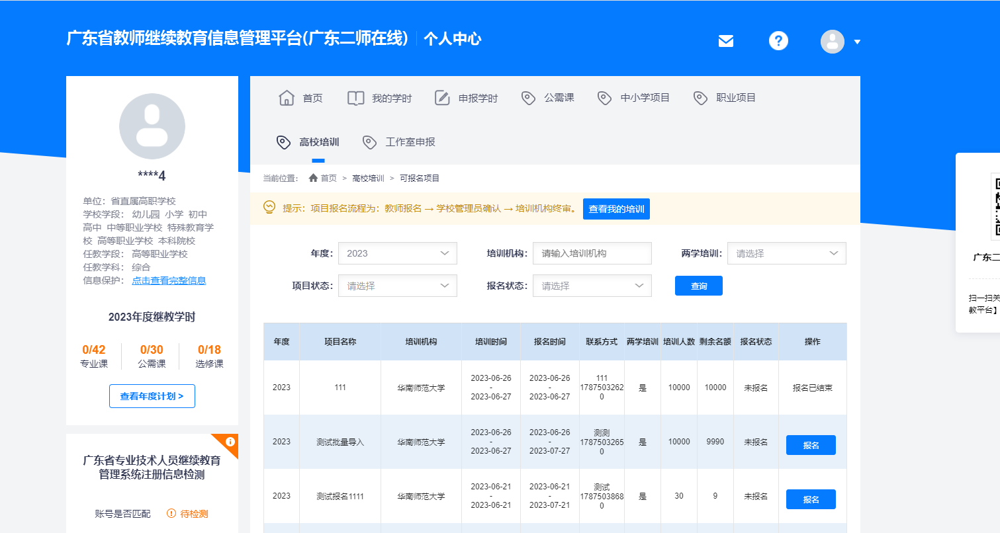 广东省教师继续教育信息管理平台(广东二师在线) 个人中心
****4
单位：省直属高职学校
学校学段： 幼儿园 小学 初中
高中 中等职业学校 特殊教育学
校 高等职业学校 本科院校
任教学段： 高等职业学校
任教学科： 综合
信息保护： 点击查看完整信息
2023年度继教学时
0/42 0/30 0/18
专业课 公需课 选修课
查看年度计划 >
广东省专业技术人员继续教育
管理系统注册信息检测
账号是否匹配 待检测
首页 我的学时 申报学时 公需课 中小学项目 职业项目
高校培训 工作室申报
当前位置： 首页 > 高校培训 > 可报名项目
提示：项目报名流程为：教师报名 → 学校管理员确认 → 培训机构终审。 查看我的培训
年度： 2023 培训机构： 请输入培训机构 两学培训： 请选择
项目状态： 请选择 报名状态： 请选择 查询
年度 项目名称 培训机构 培训时间 报名时间 联系方式 两学培训 培训人数 剩余名额 报名状态 操作
2023 111 华南师范大学 2023-06-26 - 2023-06-27 2023-06-26 - 2023-06-27 111 17875032620 是 10000 10000 未报名 报名已结束
2023 测试批量导入 华南师范大学 2023-06-26 - 2023-06-27 2023-06-26 - 2023-07-27 测测 17875032650 是 10000 9990 未报名 报名
2023 测试报名1111 华南师范大学 2023-06-21 - 2023-06-21 2023-06-21 - 2023-07-21 测试 17875038680 是 30 9 未报名 报名
广东二
扫一扫关
教平台】